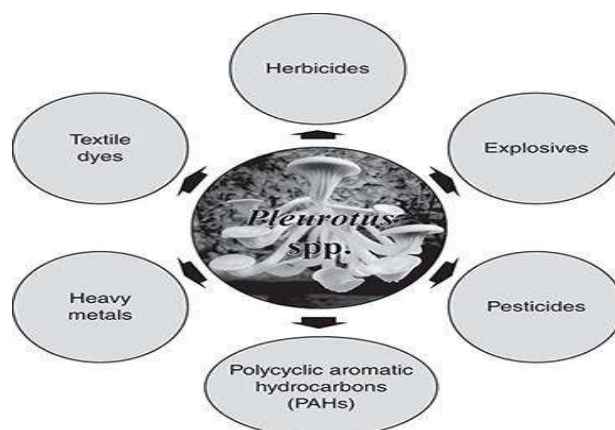 Herbicides
Textile
dyes
Explosives
Pleurotus
spp.
Heavy
metals
Pesticides
Polycyclic aromatic
hydrocarbons
(PAHs)